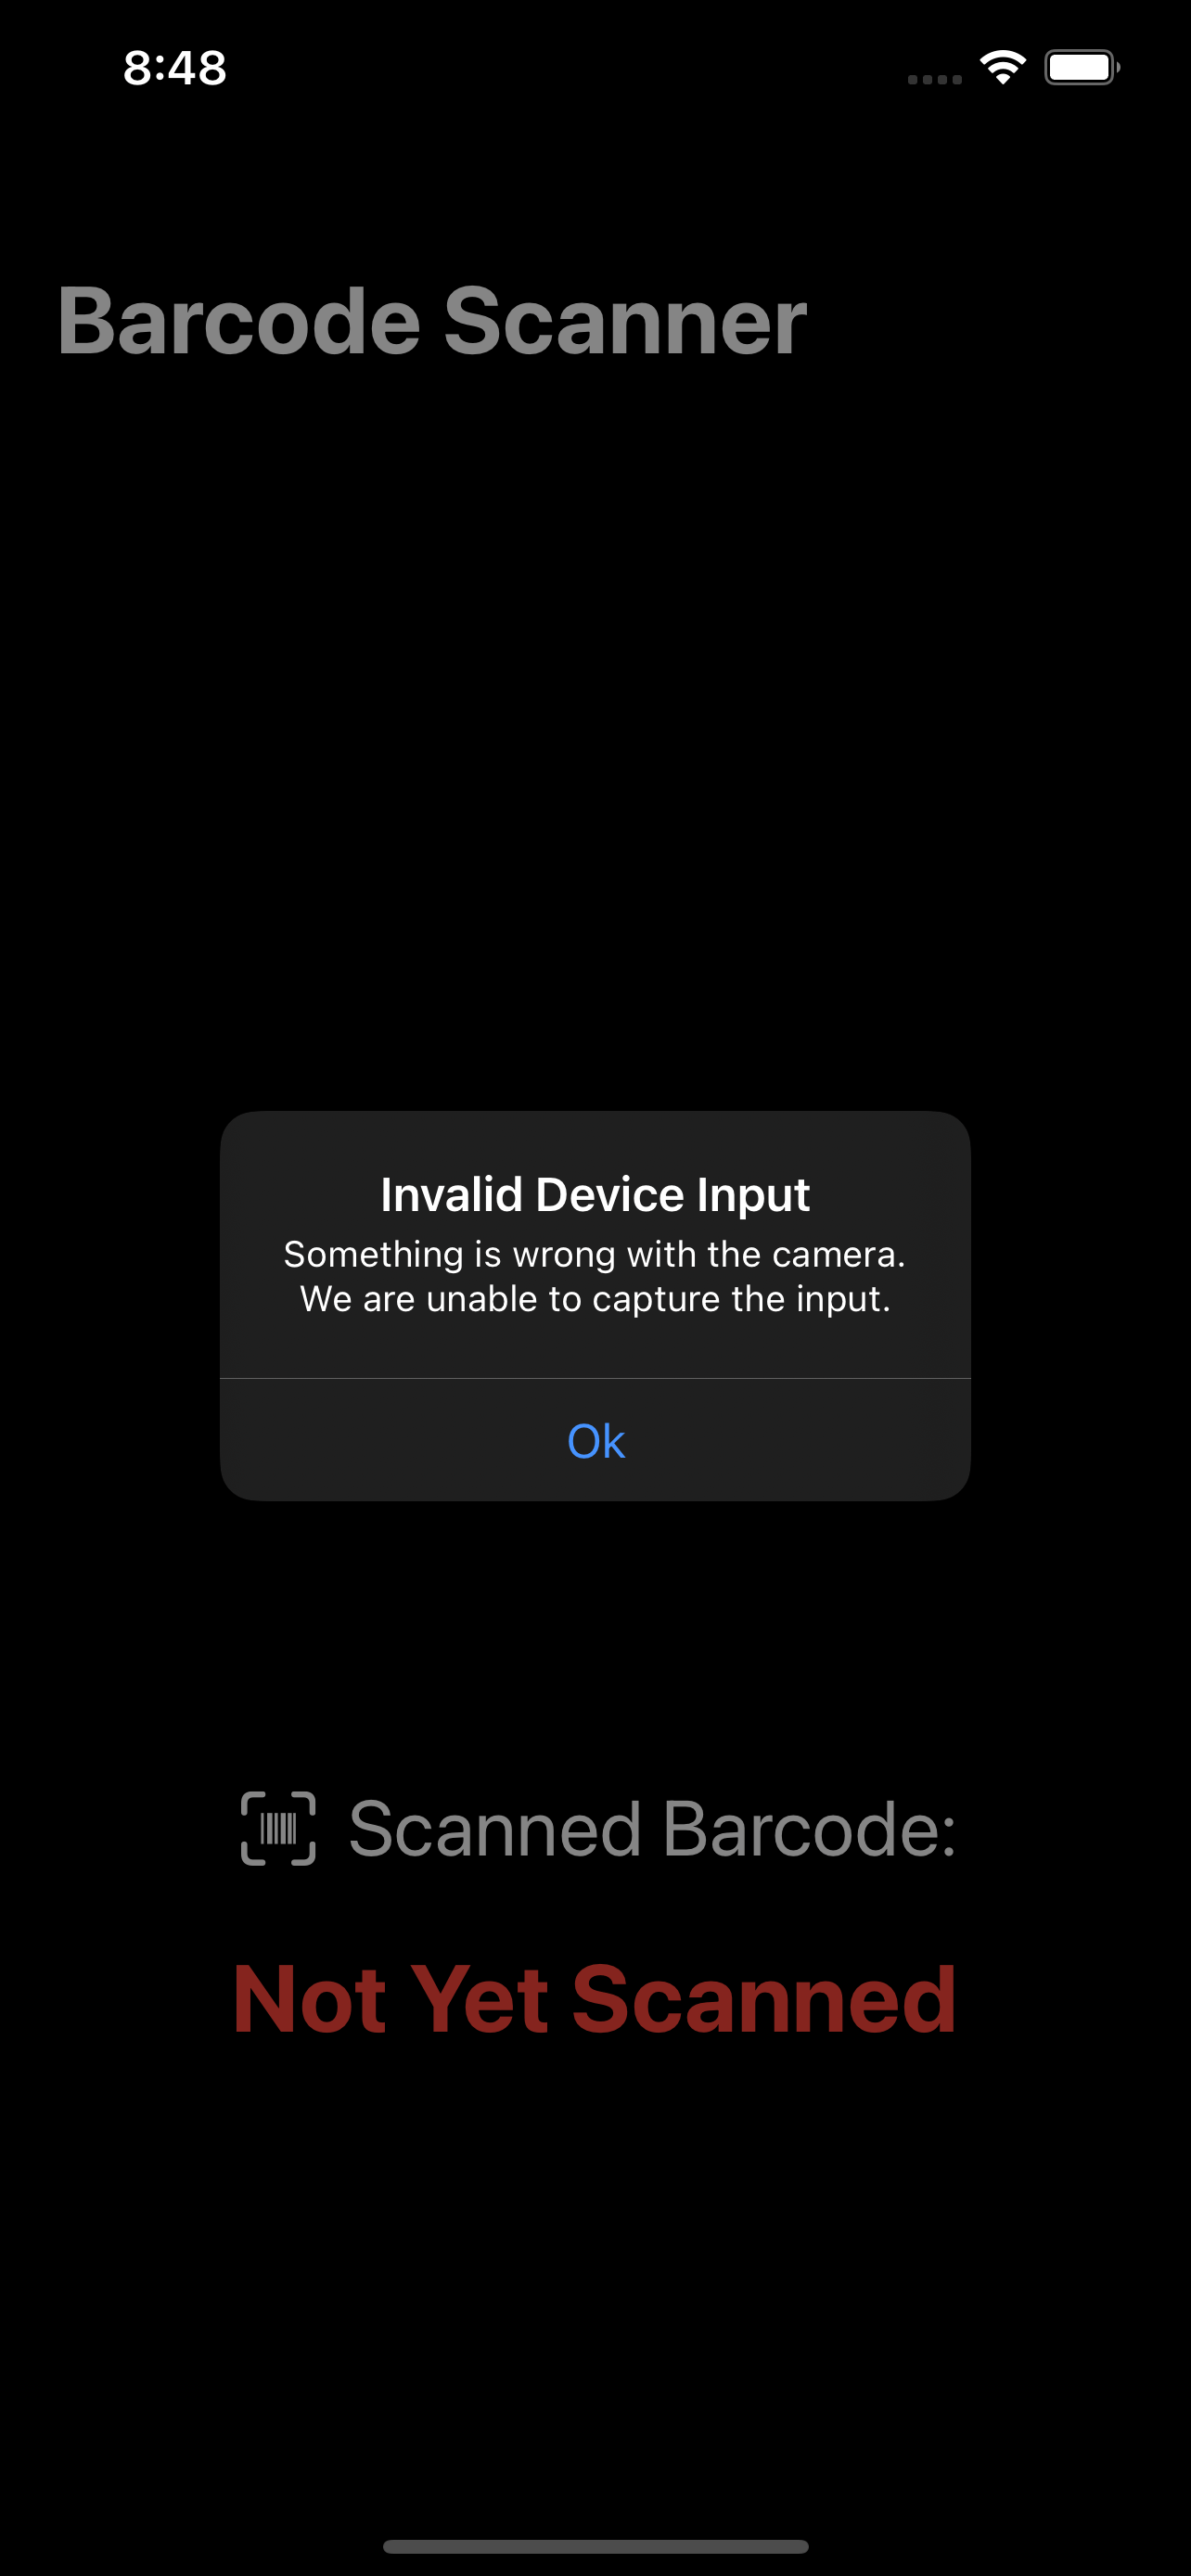 8:48
Barcode Scanner
Invalid Device Input
Something is wrong with the camera.
We are unable to capture the input.
Ok
Scanned Barcode:
Not Yet Scanned